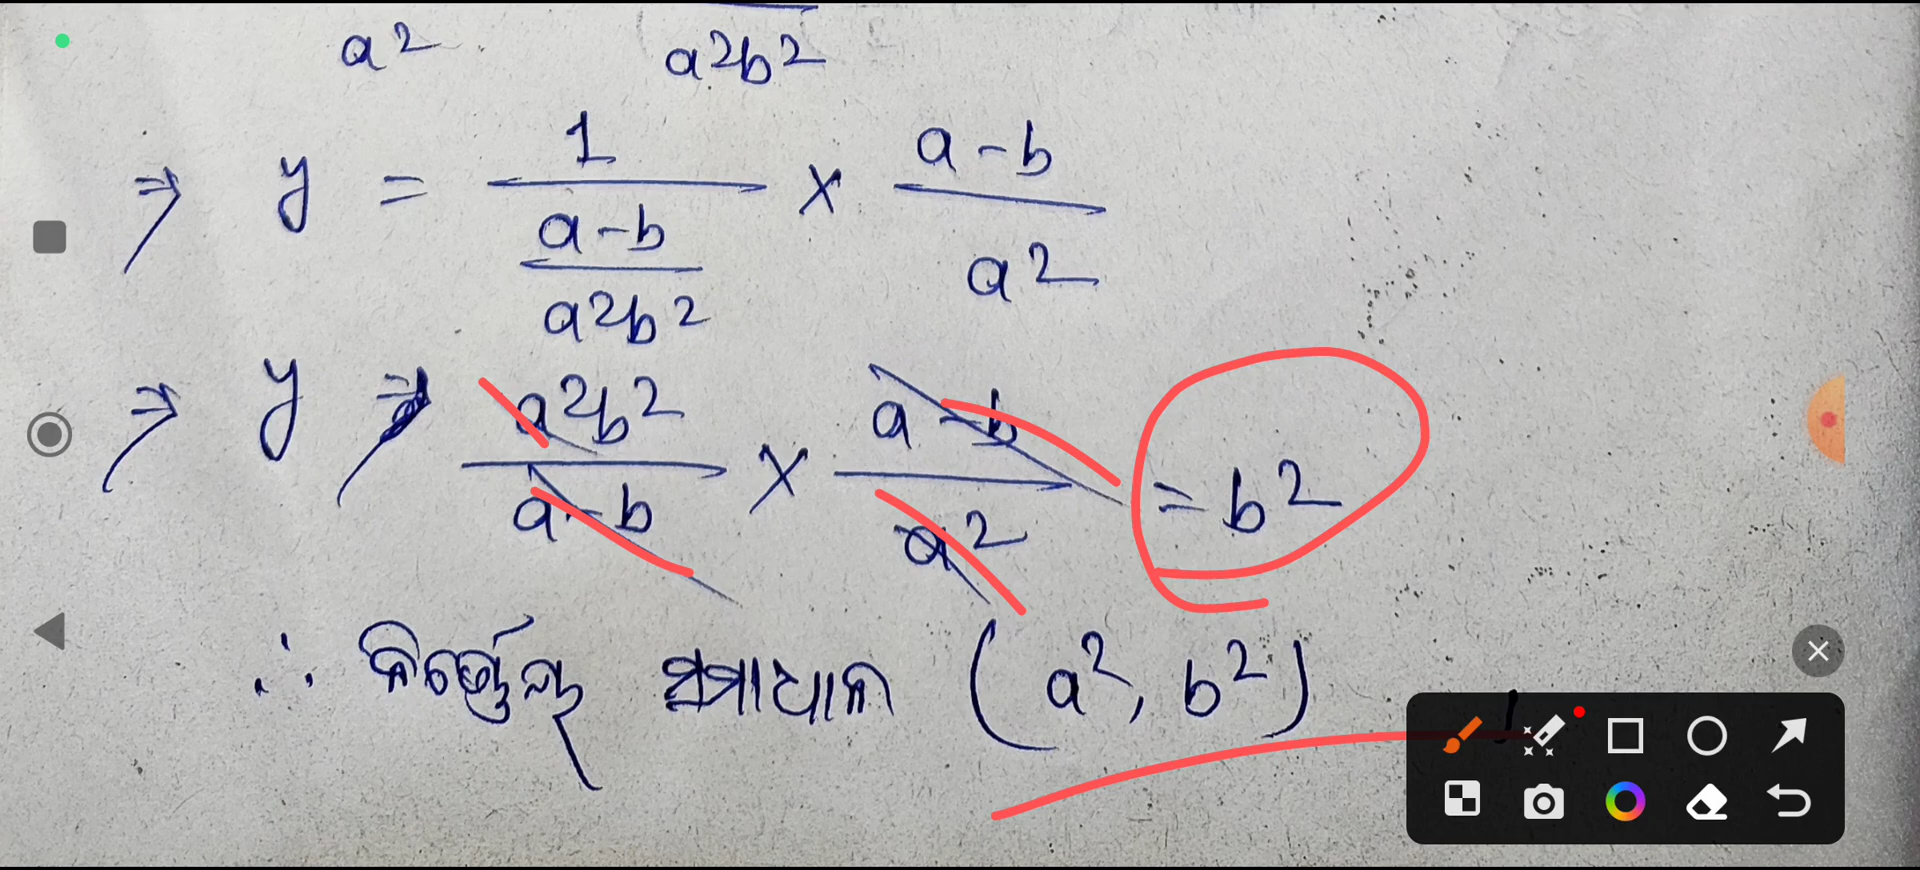 a² a²b²
⇒ y = 1/((a-b)/(a²b²)) × (a-b)/a²
⇒ y ⇒ a²b²/(a-b) × (a-b)/a² = b²
∴ ନିର୍ଣ୍ଣେୟ ସମାଧାନ (a², b²)